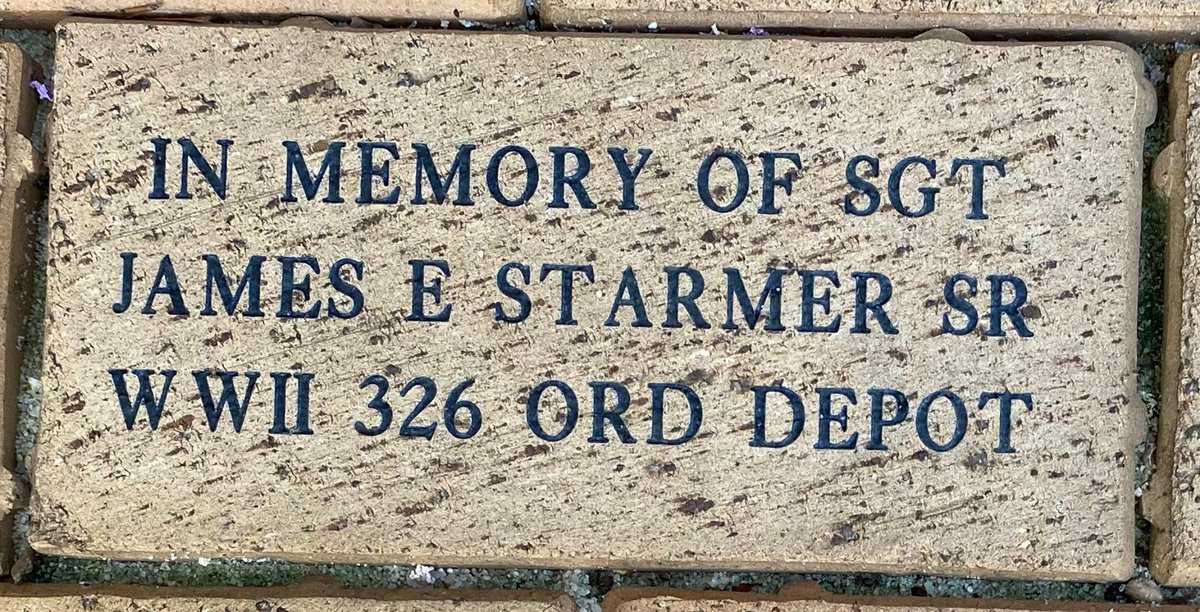 IN MEMORY OF SGT
JAMES E STARMER SR
WWII 326 ORD DEPOT